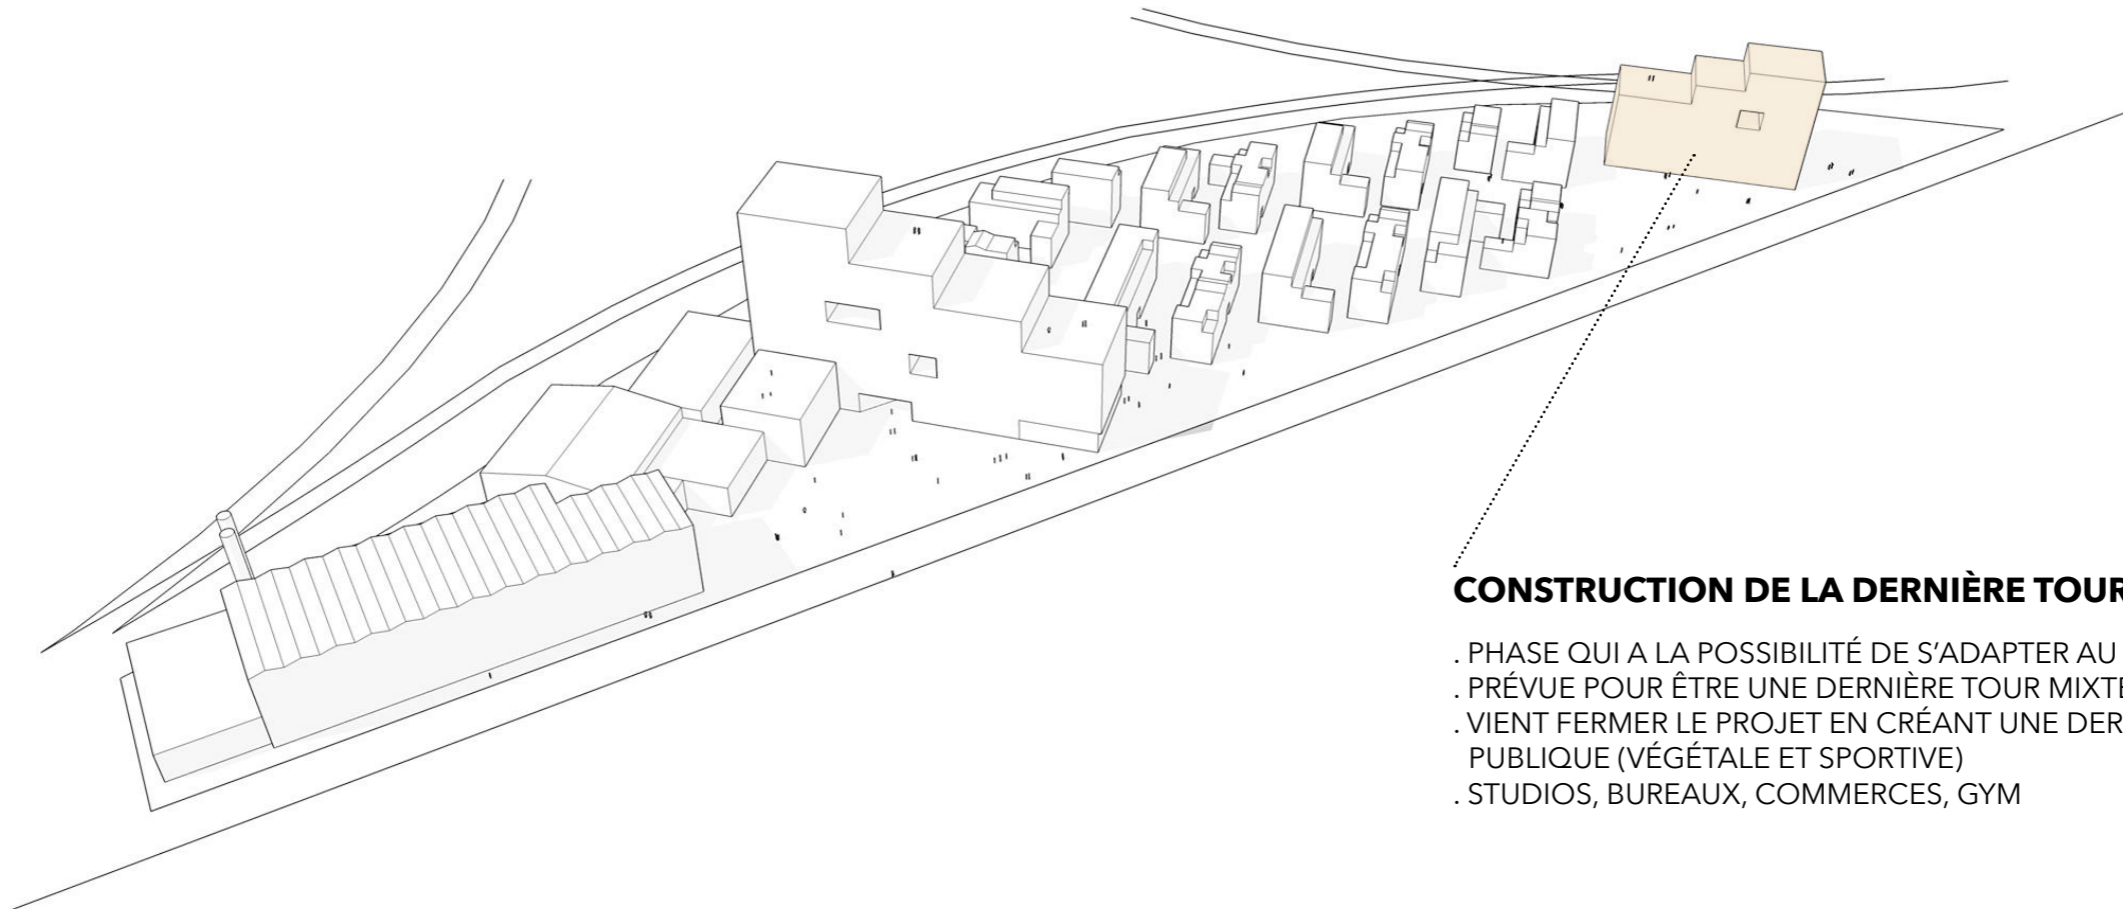 CONSTRUCTION DE LA DERNIÈRE TOUR
. PHASE QUI A LA POSSIBILITÉ DE S’ADAPTER AU
. PRÉVUE POUR ÊTRE UNE DERNIÈRE TOUR MIXTE
. VIENT FERMER LE PROJET EN CRÉANT UNE DER
PUBLIQUE (VÉGÉTALE ET SPORTIVE)
. STUDIOS, BUREAUX, COMMERCES, GYM